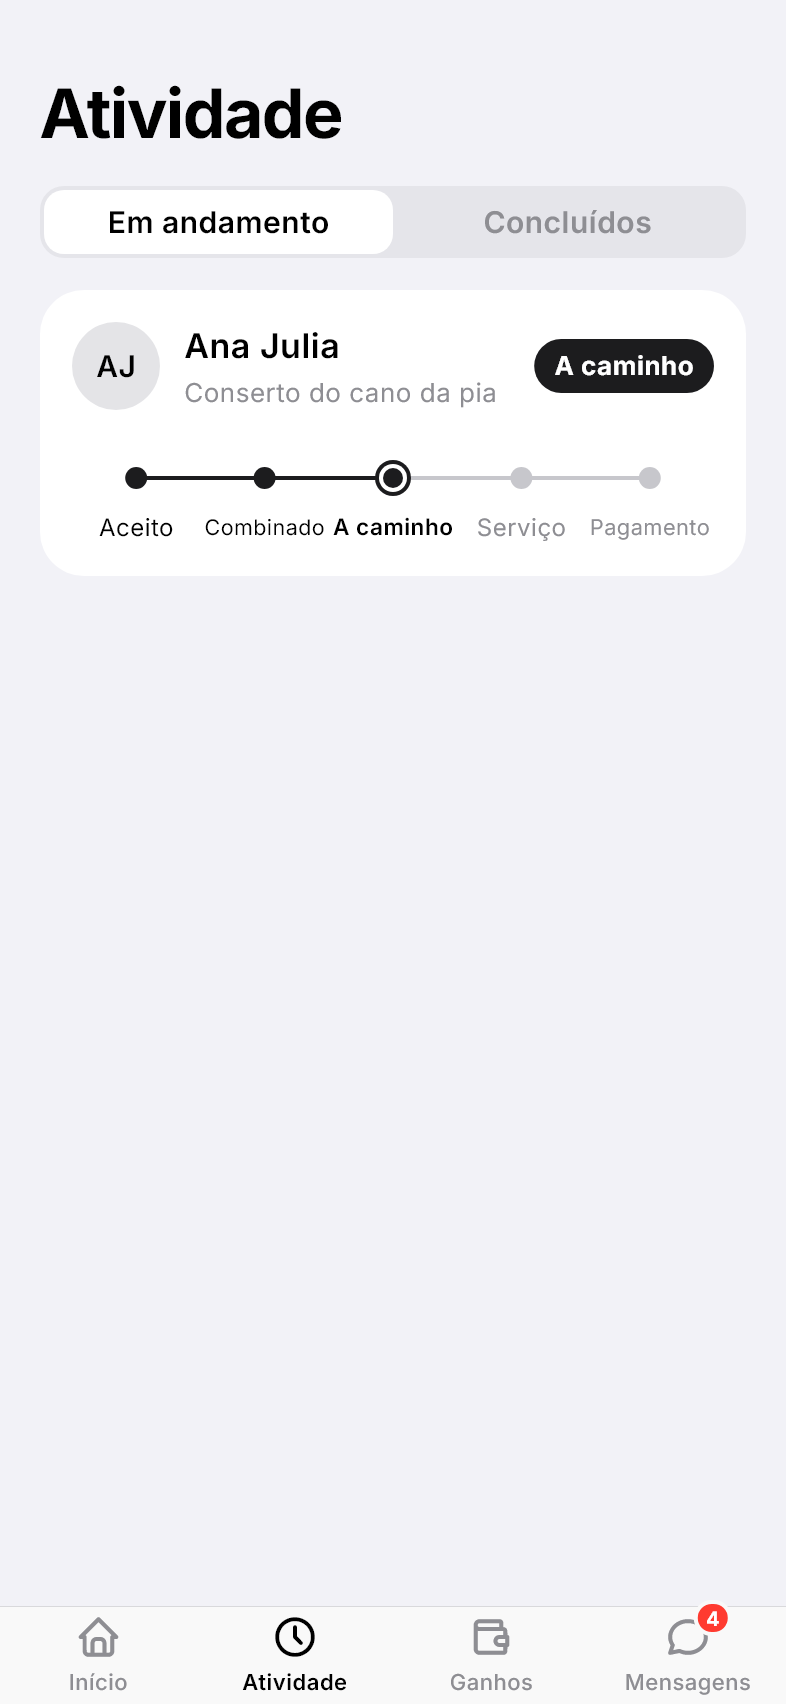 Atividade
Em andamento
Concluídos
AJ
Ana Julia
Conserto do cano da pia
A caminho
Aceito
Combinado
A caminho
Serviço
Pagamento
4
Início
Atividade
Ganhos
Mensagens